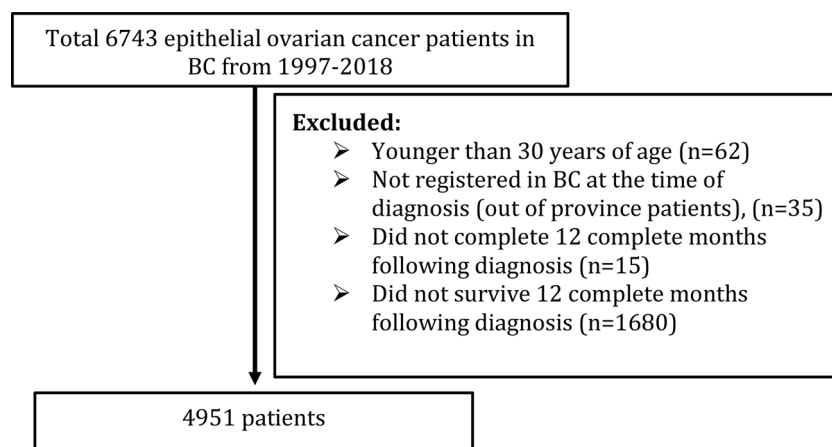 Total 6743 epithelial ovarian cancer patients in
BC from 1997-2018
Excluded:
➢ Younger than 30 years of age (n=62)
➢ Not registered in BC at the time of
diagnosis (out of province patients), (n=35)
➢ Did not complete 12 complete months
following diagnosis (n=15)
➢ Did not survive 12 complete months
following diagnosis (n=1680)
4951 patients